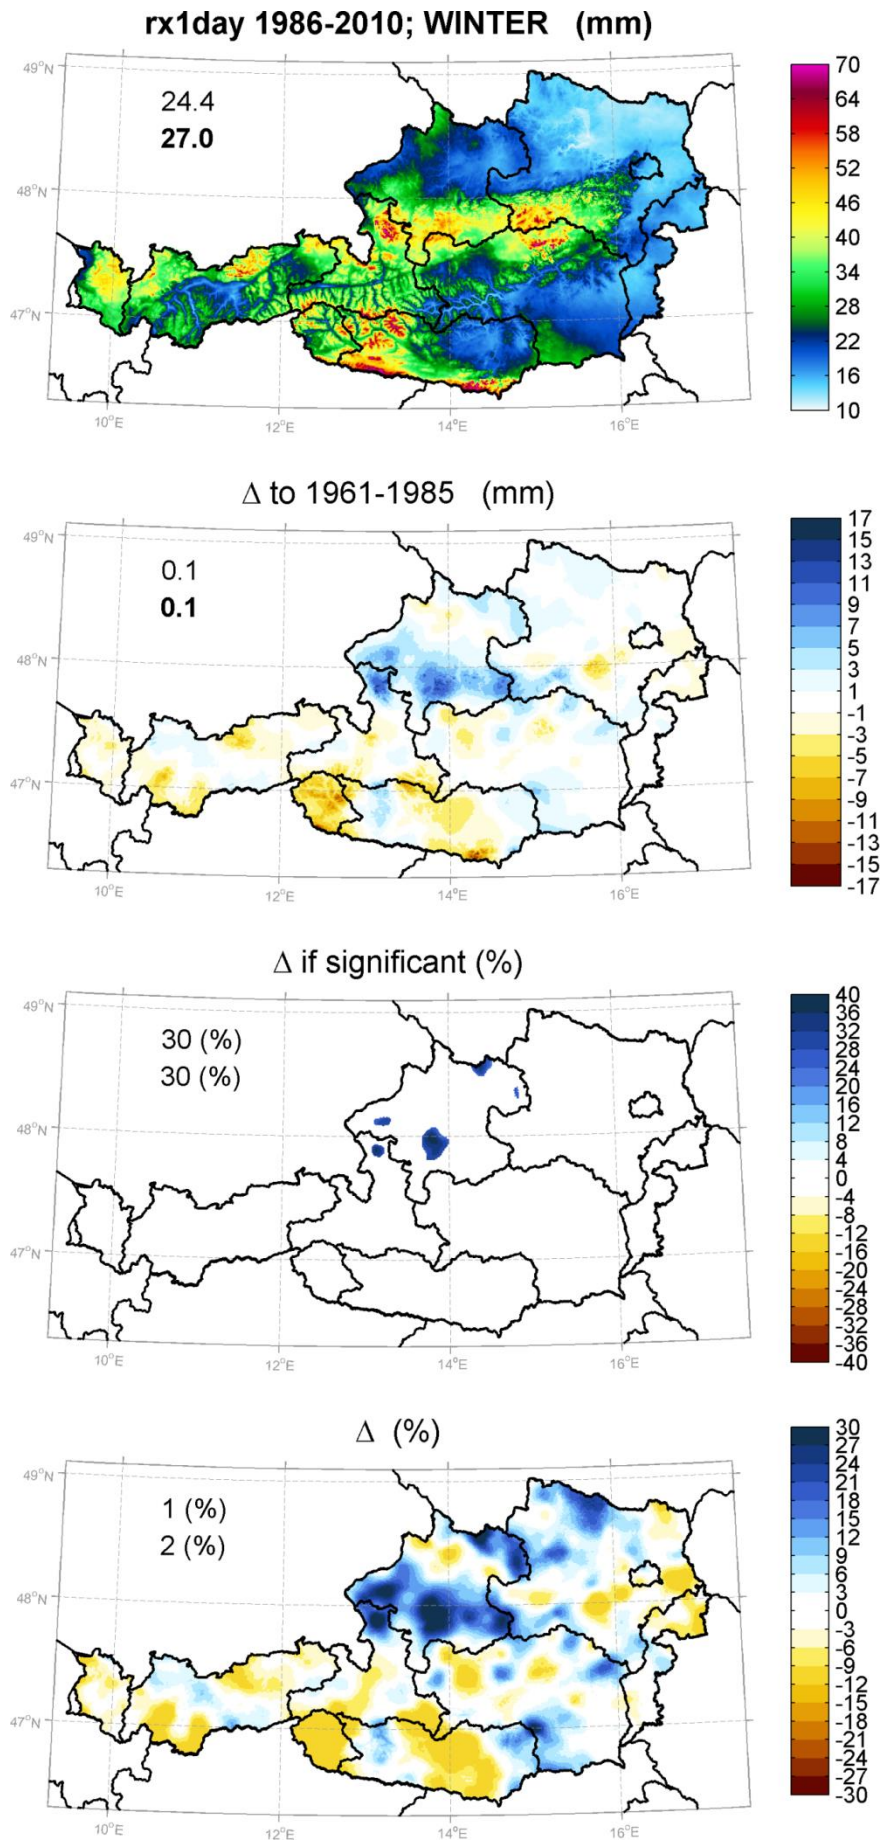 rx1day 1986-2010; WINTER (mm)
49°N
48°N
47°N
24.4
27.0
10°E
12°E
14°E
16°E
70
64
58
52
46
40
34
28
22
16
10
Δ to 1961-1985 (mm)
49°N
48°N
47°N
0.1
0.1
10°E
12°E
14°E
16°E
17
15
13
11
9
7
5
3
1
-1
-3
-5
-7
-9
-11
-13
-15
-17
Δ if significant (%)
49°N
48°N
47°N
30 (%)
30 (%)
10°E
12°E
14°E
16°E
40
36
32
28
24
20
16
12
8
4
0
-4
-8
-12
-16
-20
-24
-28
-32
-36
-40
Δ (%)
49°N
48°N
47°N
1 (%)
2 (%)
10°E
12°E
14°E
16°E
30
27
24
21
18
15
12
9
6
3
0
-3
-6
-9
-12
-15
-18
-21
-24
-27
-30